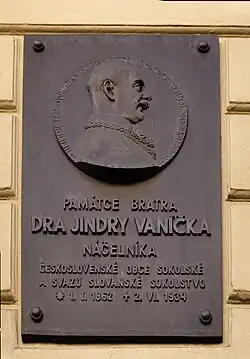 PAMÁTCE BRATRA
DRA JINDRY VANÍČKA
NÁČELNÍKA
ČESKOSLOVENSKÉ OBCE SOKOLSKÉ
A SVAZU SLOVANSKÉ SOKOLSTVO
* 1. I. 1862 + 2. VI. 1934